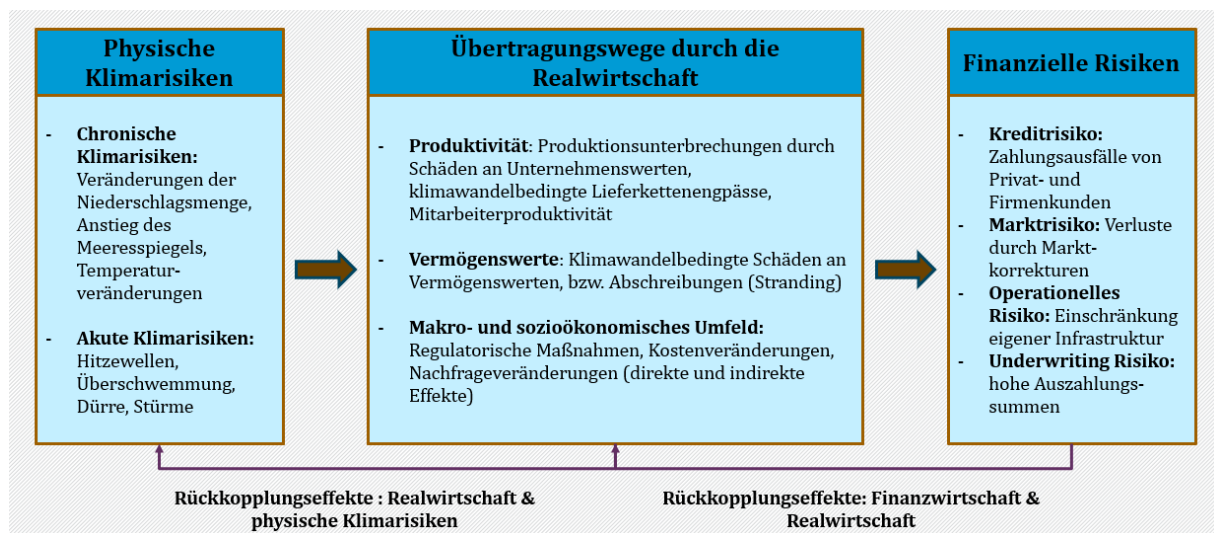 Physische
Klimarisiken
- Chronische
Klimarisiken:
Veränderungen der
Niederschlagsmenge,
Anstieg des
Meeresspiegels,
Temperatur-
veränderungen
- Akute Klimarisiken:
Hitzewellen,
Überschwemmung,
Dürre, Stürme
Übertragungswege durch die
Realwirtschaft
- Produktivität: Produktionsunterbrechungen durch
Schäden an Unternehmenswerten,
klimawandelbedingte Lieferkettenengpässe,
Mitarbeiterproduktivität
- Vermögenswerte: Klimawandelbedingte Schäden an
Vermögenswerten, bzw. Abschreibungen (Stranding)
- Makro- und sozioökonomisches Umfeld:
Regulatorische Maßnahmen, Kostenveränderungen,
Nachfrageveränderungen (direkte und indirekte
Effekte)
Finanzielle Risiken
- Kreditrisiko:
Zahlungsausfälle von
Privat- und
Firmenkunden
- Marktrisiko: Verluste
durch Markt-
korrekturen
- Operationelles
Risiko: Einschränkung
eigener Infrastruktur
- Underwriting Risiko:
hohe Auszahlungs-
summen
Rückkopplungseffekte : Realwirtschaft &
physische Klimarisiken
Rückkopplungseffekte: Finanzwirtschaft &
Realwirtschaft